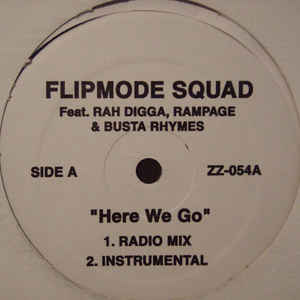 FLIPMODE SQUAD
Feat. RAH DIGGA, RAMPAGE
& BUSTA RHYMES
SIDE A ZZ-054A
"Here We Go"
1. RADIO MIX
2. INSTRUMENTAL